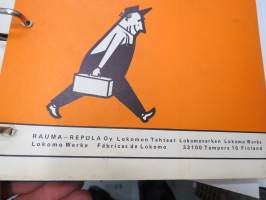 RAUMA-REPOLA Oy Lokomon Tehtaat Lokomoverken Lokomo Works
Lokomo Werke Fábricas de Lokomo 33100 Tampere 10 Finland